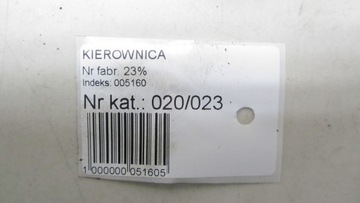 KIEROWNICA
Nr fabr. 23%
Indeks: 005160
Nr kat.: 020/023
1 000000 051605